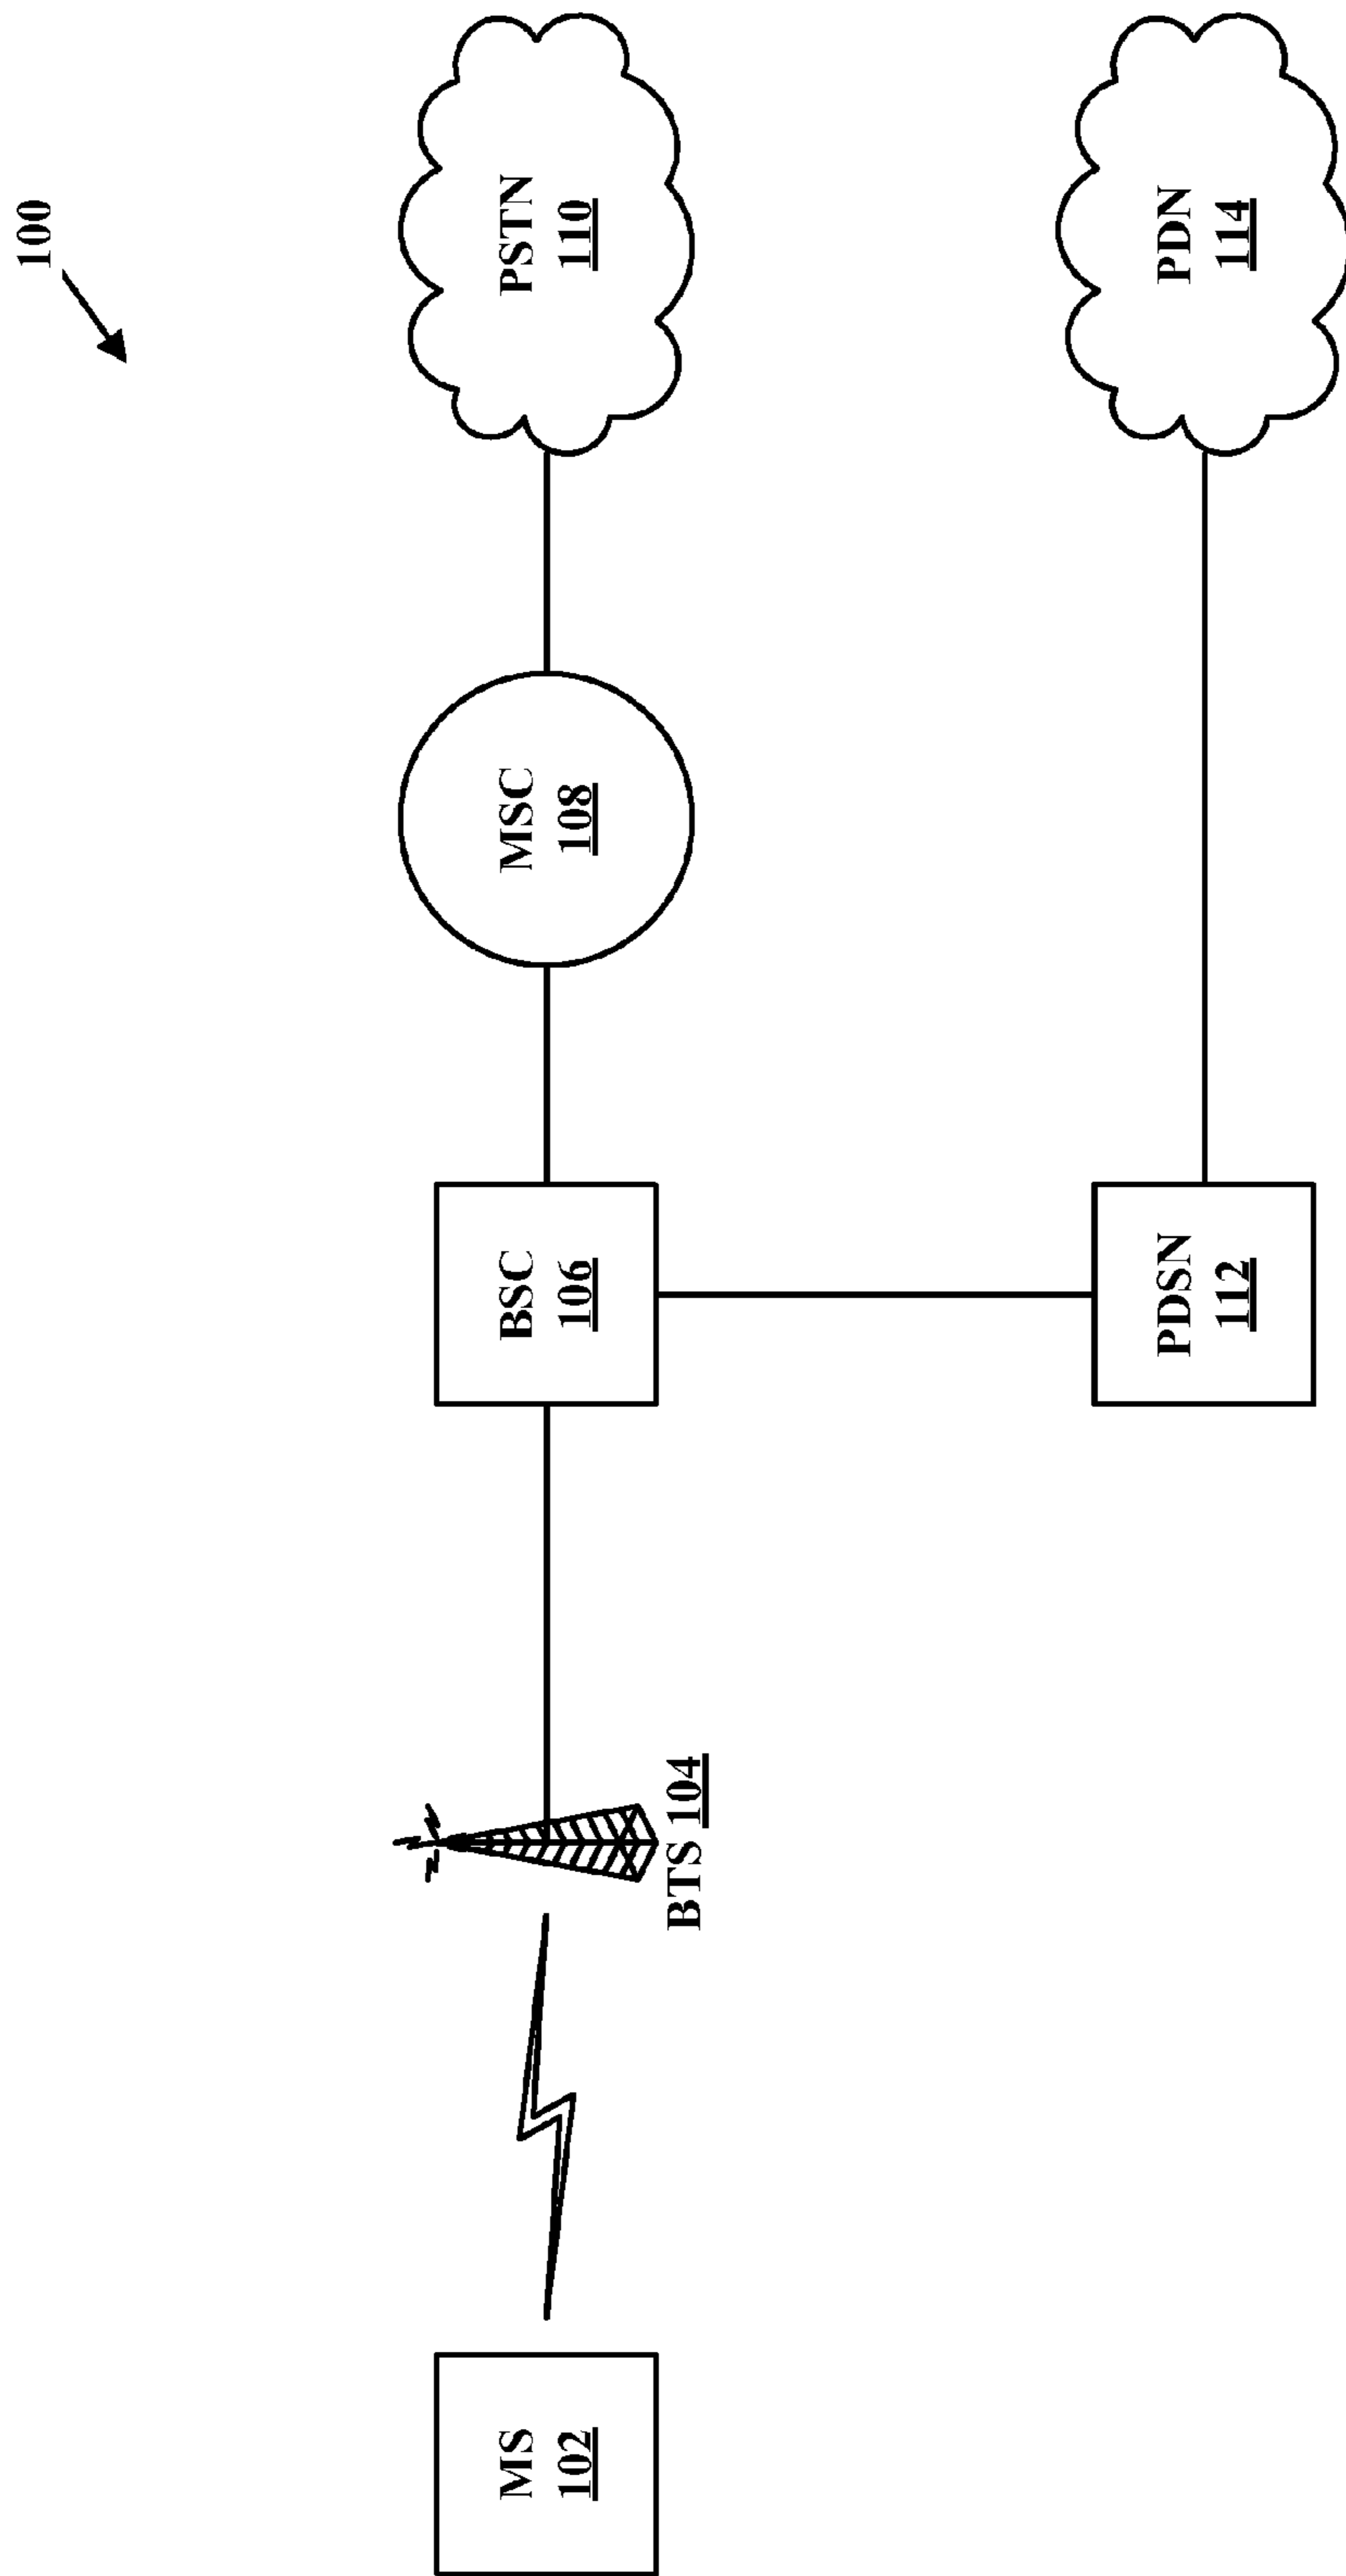 100
MS
102
BTS 104
BSC
106
MSC
108
PSTN
110
PDSN
112
PDN
114